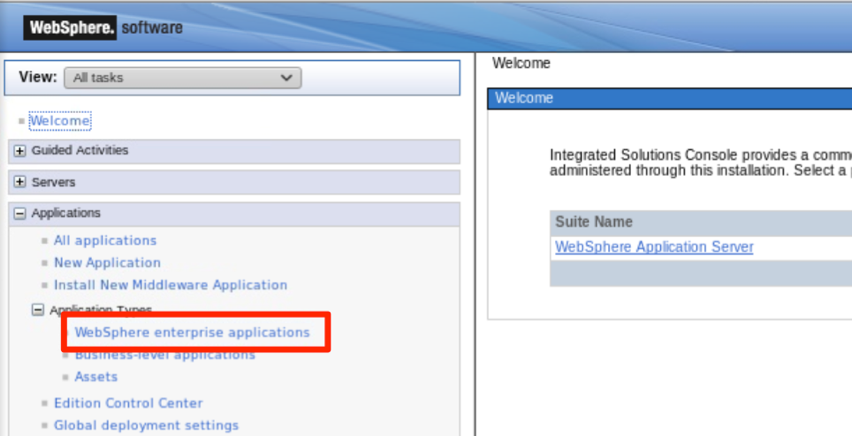 WebSphere. software
View: All tasks
Welcome
Guided Activities
Servers
Applications
All applications
New Application
Install New Middleware Application
Application Types
WebSphere enterprise applications
Business-level applications
Assets
Edition Control Center
Global deployment settings
Welcome
Welcome
Integrated Solutions Console provides a comm
administered through this installation. Select a
Suite Name
WebSphere Application Server